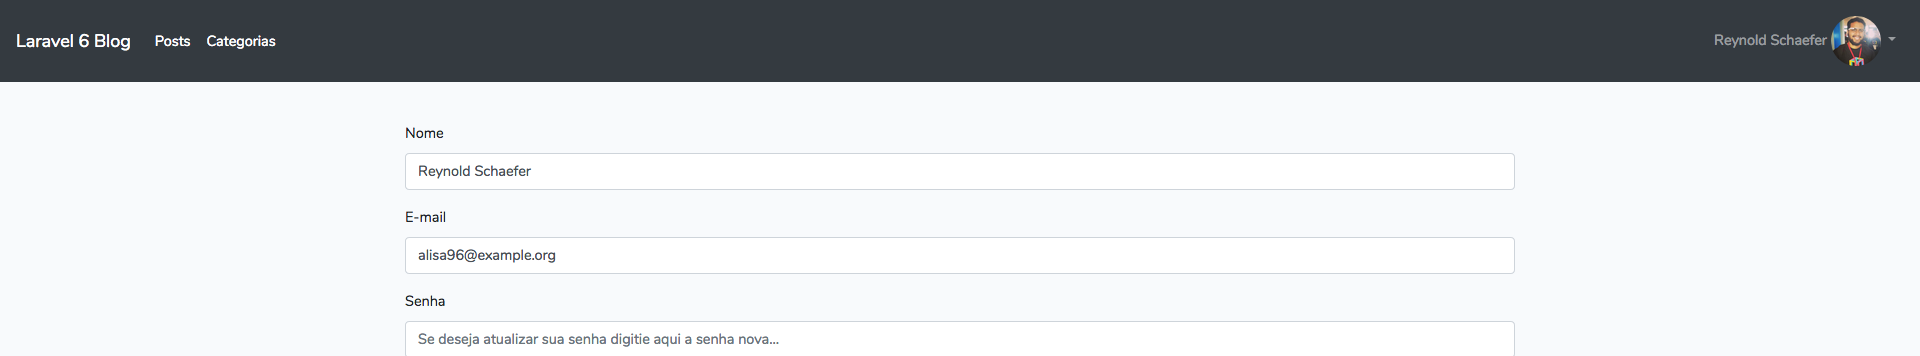 Laravel 6 Blog Posts Categorias Reynold Schaefer
Nome
Reynold Schaefer
E-mail
alisa96@example.org
Senha
Se deseja atualizar sua senha digitie aqui a senha nova...